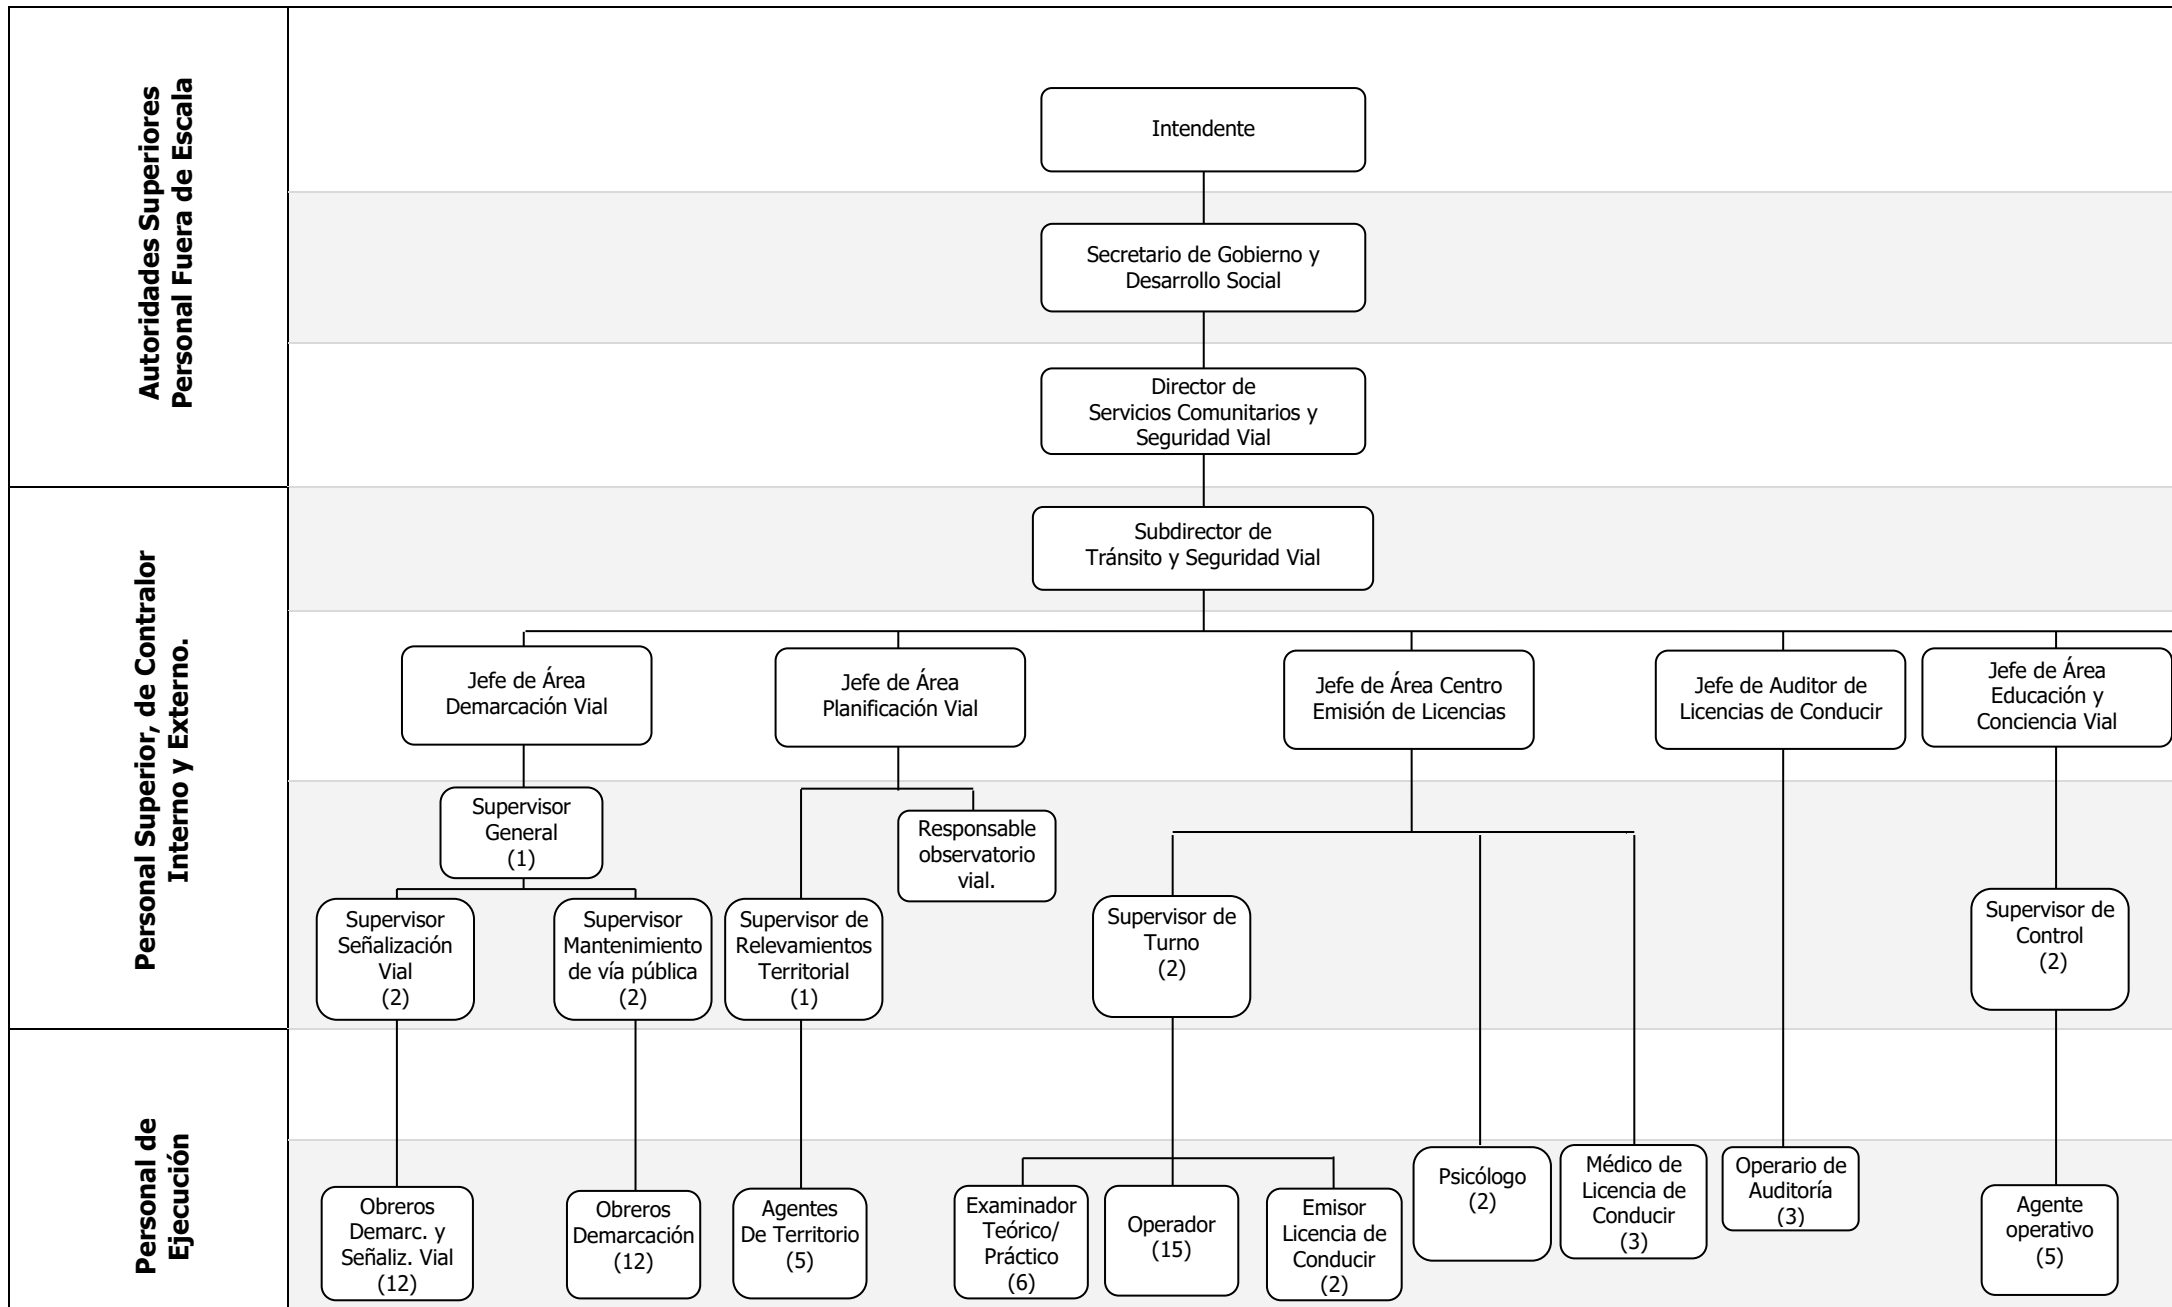 Autoridades Superiores
Personal Fuera de Escala
Intendente
Secretario de Gobierno y
Desarrollo Social
Director de
Servicios Comunitarios y
Seguridad Vial
Personal Superior, de Contralor
Interno y Externo.
Subdirector de
Tránsito y Seguridad Vial
Jefe de Área
Demarcación Vial
Jefe de Área
Planificación Vial
Jefe de Área Centro
Emisión de Licencias
Jefe de Auditor de
Licencias de Conducir
Jefe de Área
Educación y
Conciencia Vial
Supervisor
General
(1)
Responsable
observatorio
vial.
Supervisor
Señalización
Vial
(2)
Supervisor
Mantenimiento
de vía pública
(2)
Supervisor de
Relevamientos
Territorial
(1)
Supervisor de
Turno
(2)
Supervisor de
Control
(2)
Personal de
Ejecución
Obreros
Demarc. y
Señaliz. Vial
(12)
Obreros
Demarcación
(12)
Agentes
De Territorio
(5)
Examinador
Teórico/
Práctico
(6)
Operador
(15)
Emisor
Licencia de
Conducir
(2)
Psicólogo
(2)
Médico de
Licencia de
Conducir
(3)
Operario de
Auditoría
(3)
Agente
operativo
(5)